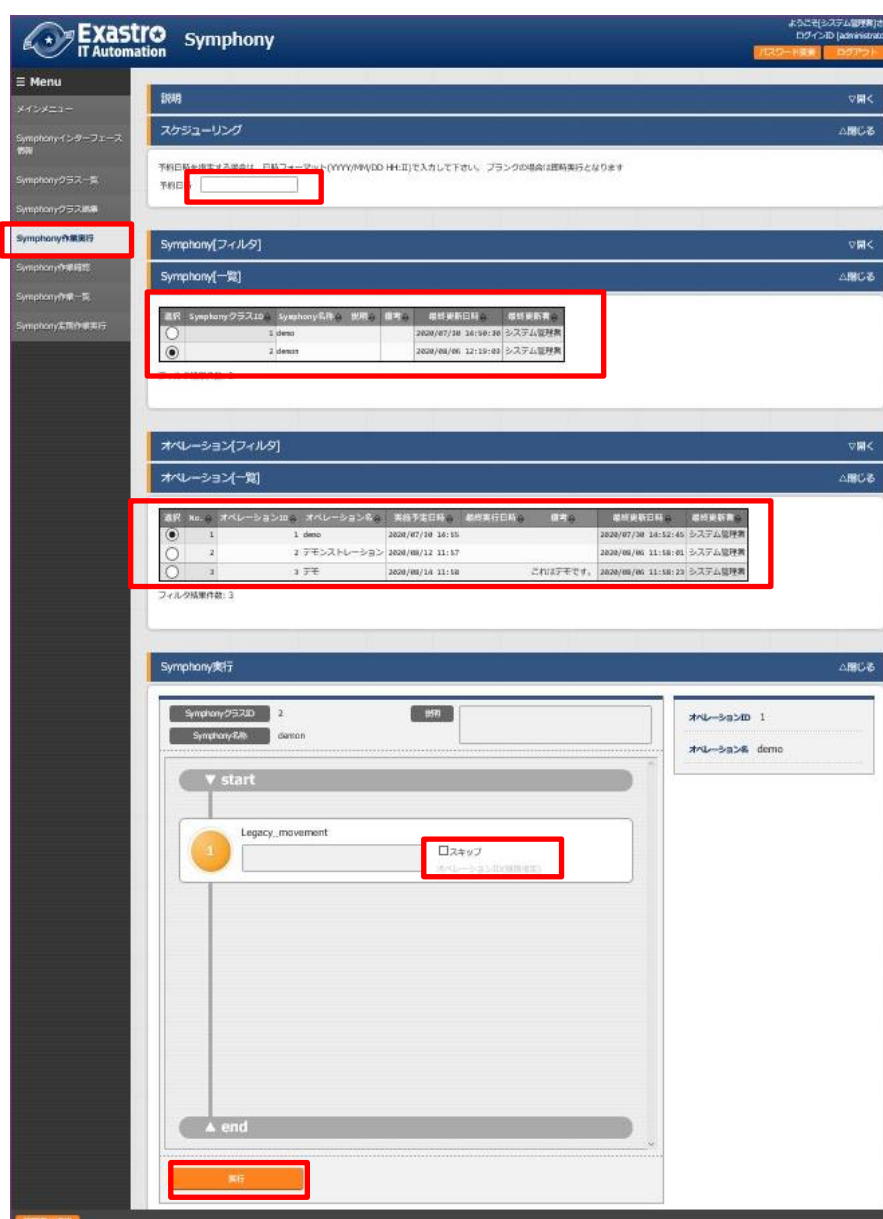 Exastro
IT Automation
Symphony
ようこそ[システム管理者]さ
ログインID [administrato
パスワード変更 ログアウト
☰ Menu
メインメニュー
Symphonyインターフェース
情報
Symphonyクラス一覧
Symphonyクラス編集
Symphony作業実行
Symphony作業確認
Symphony作業一覧
Symphony定期作業実行
説明 ▽開く
スケジューリング △閉じる
予約日時を指定する場合は、日時フォーマット(YYYY/MM/DD HH:II)で入力して下さい。ブランクの場合は即時実行となります
予約日
Symphony[フィルタ] ▽開く
Symphony[一覧] △閉じる
選択 SymphonyクラスID Symphony名称 説明 備考 最終更新日時 最終更新者
1 demo 2020/07/30 16:50:30 システム管理者
2 demon 2020/08/06 12:19:03 システム管理者
オペレーション[フィルタ] ▽開く
オペレーション[一覧] △閉じる
選択 No. オペレーションID オペレーション名 実施予定日時 最終実行日時 備考 最終更新日時 最終更新者
1 1 demo 2020/07/30 14:55 2020/07/30 14:52:45 システム管理者
2 2 デモンストレーション 2020/08/12 11:57 2020/08/06 11:58:01 システム管理者
3 3 デモ 2020/08/14 11:58 これはデモです。 2020/08/06 11:58:23 システム管理者
フィルタ結果件数: 3
Symphony実行 △閉じる
SymphonyクラスID 2 説明
Symphony名称 demon
オペレーションID 1
オペレーション名 demo
▼ start
Legacy_movement
1
スキップ
オペレーションID(個別指定)
▲ end
実行